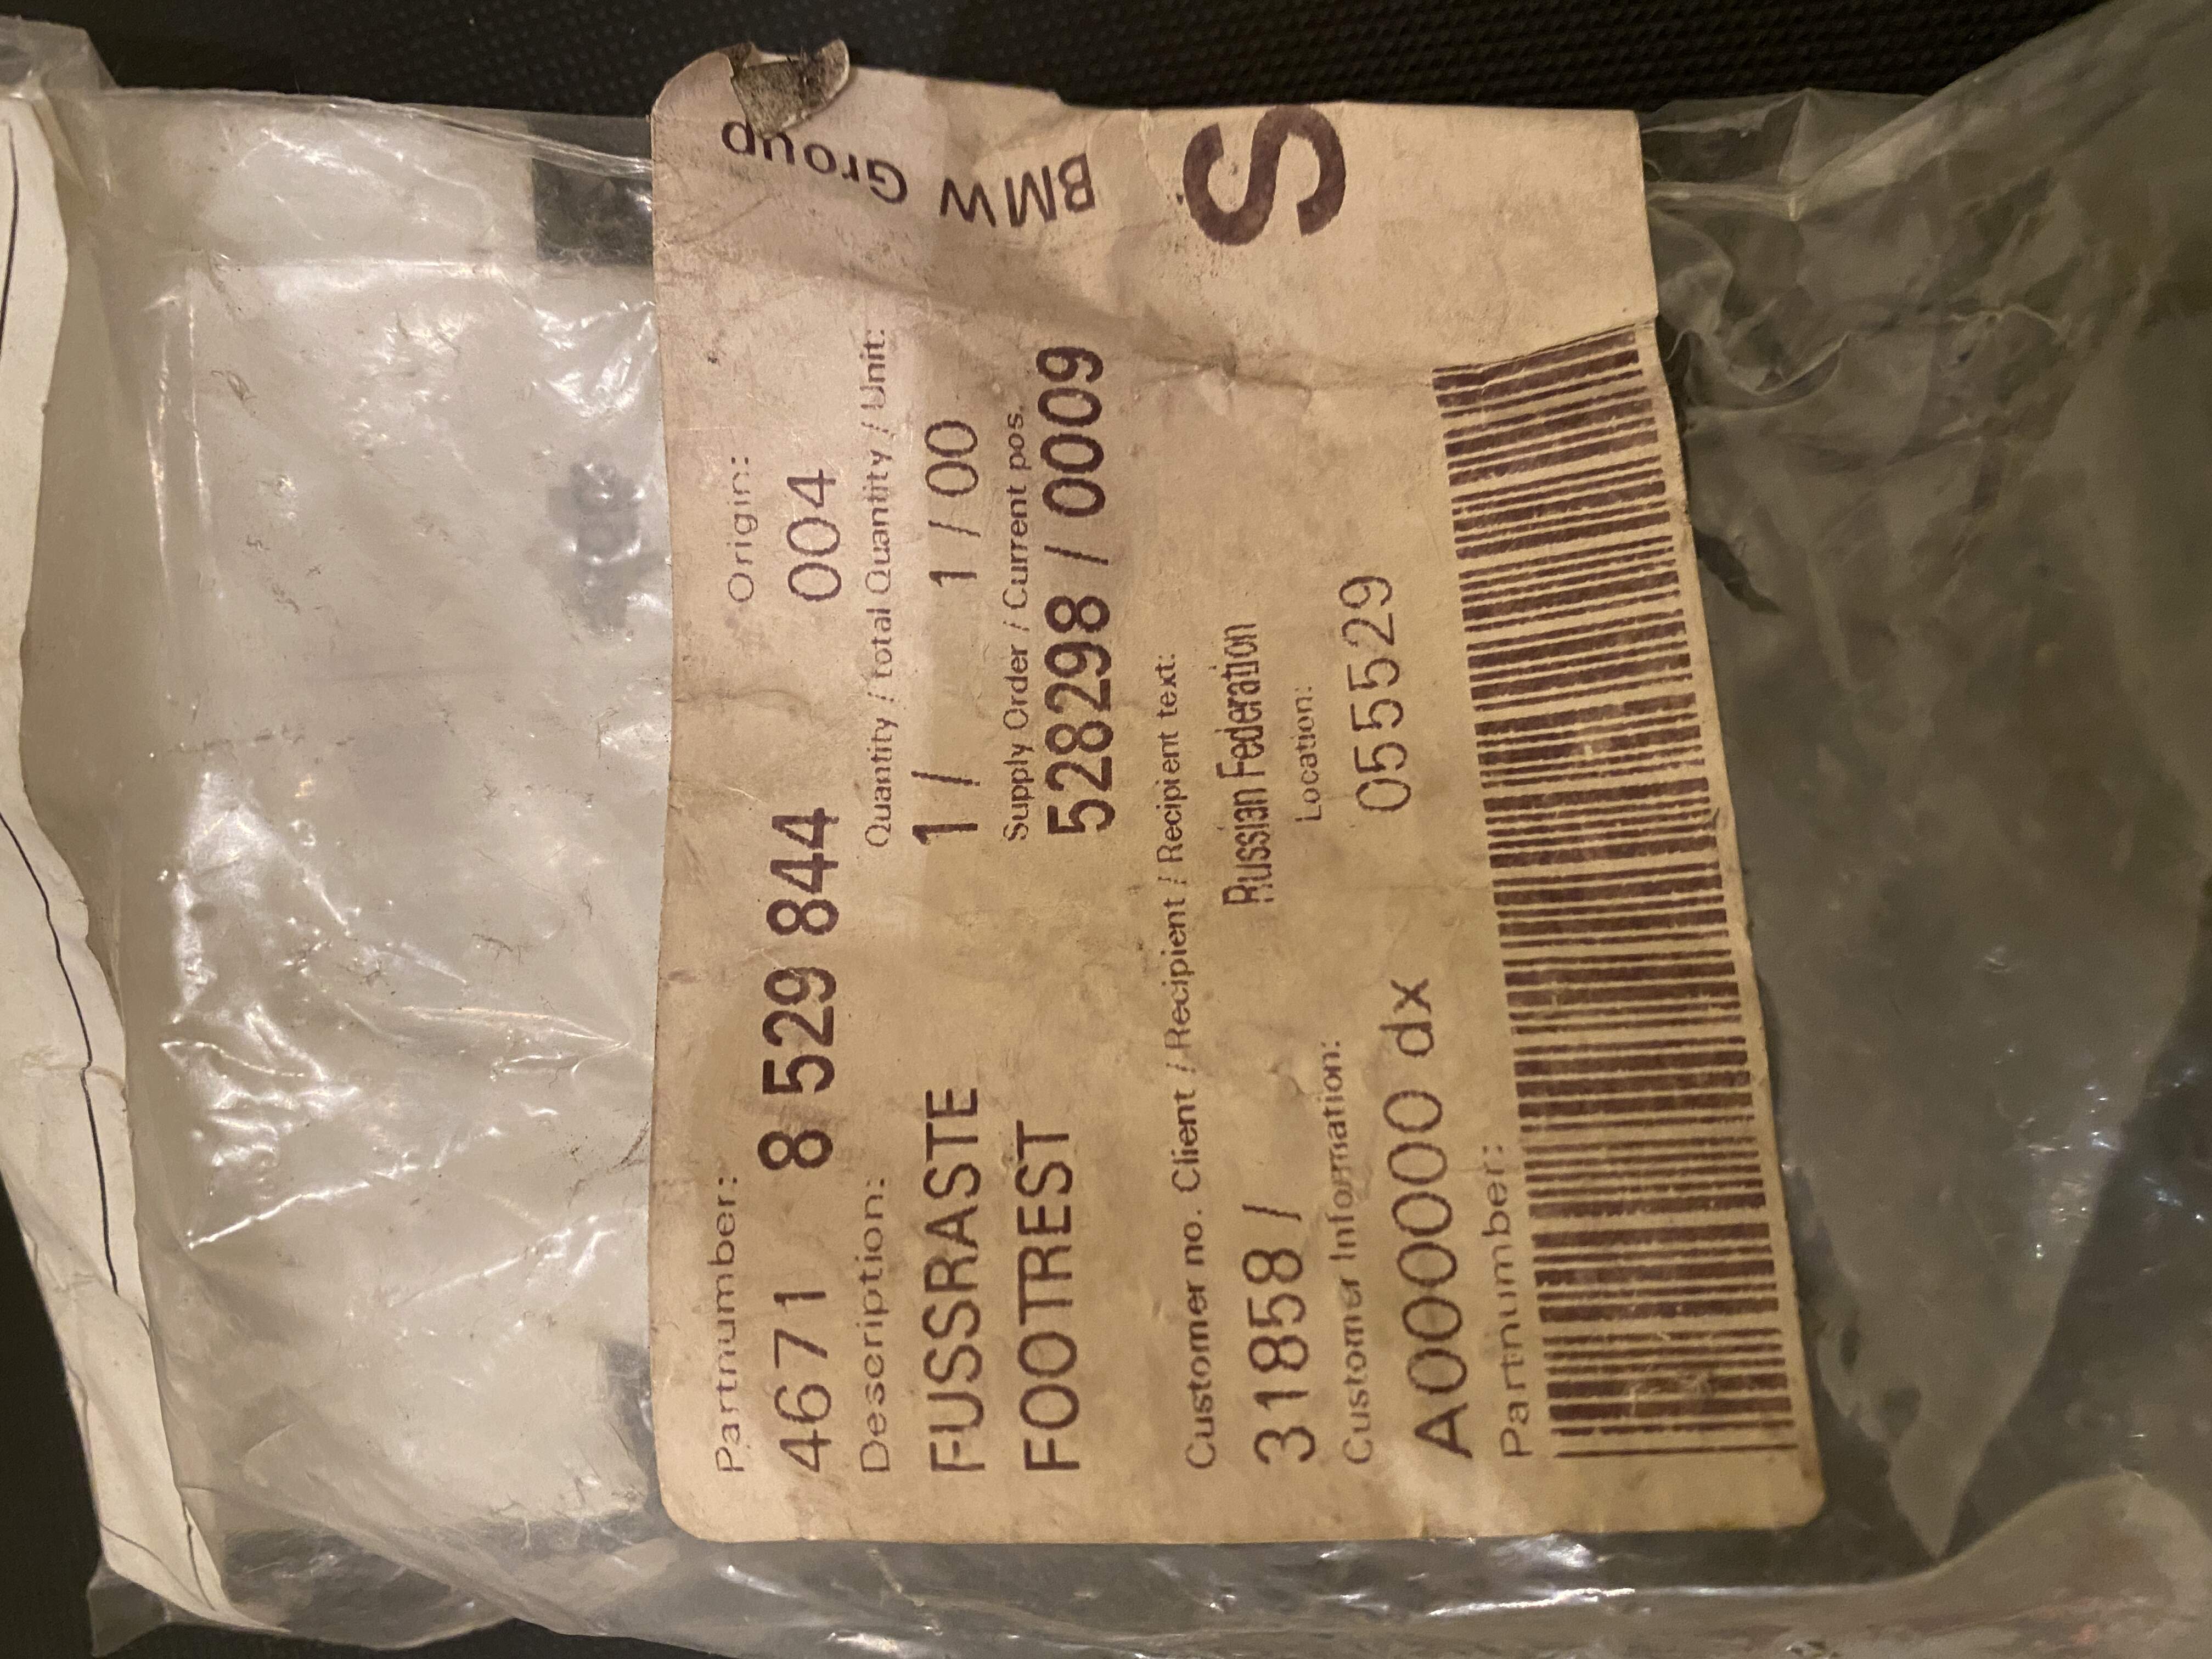 Partnumber: Origin:
4671 8 529 844 004
Description: Quantity / total Quantity / Unit:
FUSSRASTE 1 / 1 / 00
FOOTREST Supply Order / Current pos.
528298 / 0009
Customer no. Client / Recipient / Recipient text:
31858 / Russian Federation
Customer Information: Location:
A000000 dx 055529
Partnumber:
BMW Group
S